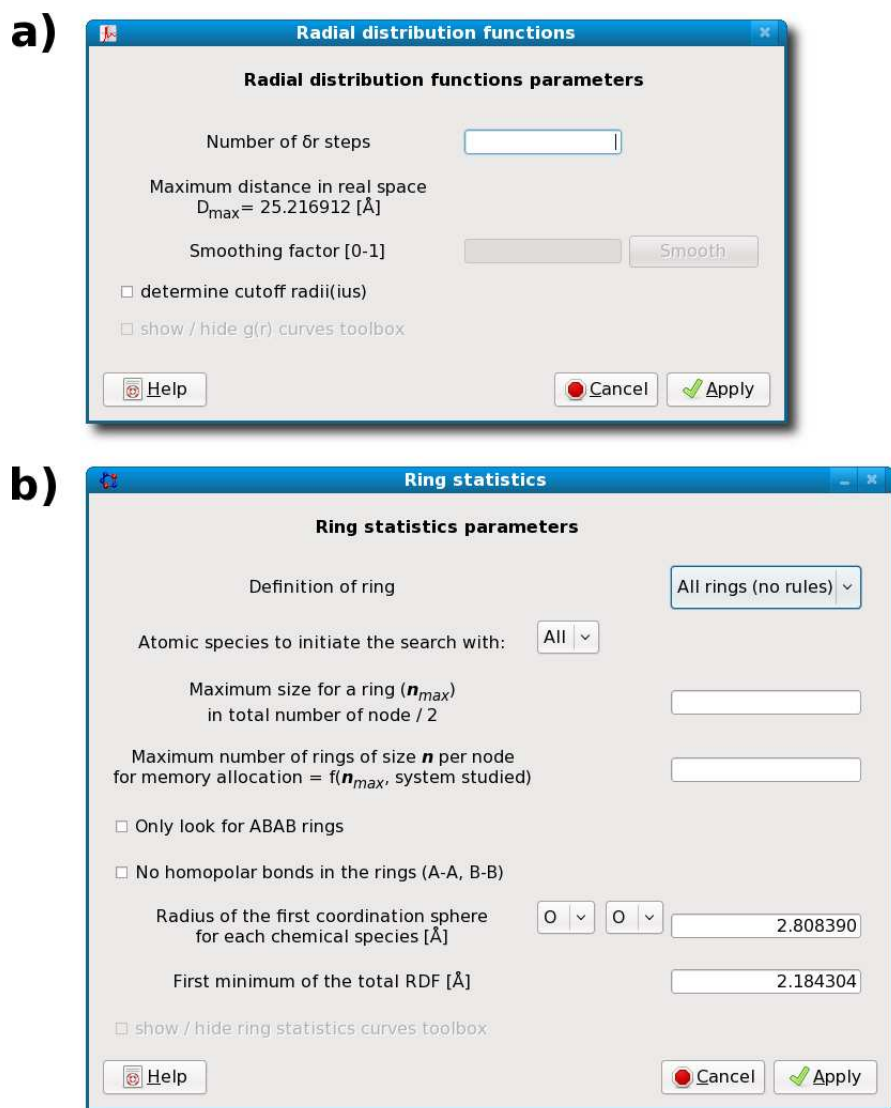 a)
Radial distribution functions
Radial distribution functions parameters
Number of δr steps
Maximum distance in real space
Dmax= 25.216912 [Å]
Smoothing factor [0-1] Smooth
determine cutoff radii(ius)
show / hide g(r) curves toolbox
Help Cancel Apply
b)
Ring statistics
Ring statistics parameters
Definition of ring All rings (no rules)
Atomic species to initiate the search with: All
Maximum size for a ring (nmax)
in total number of node / 2
Maximum number of rings of size n per node
for memory allocation = f(nmax, system studied)
Only look for ABAB rings
No homopolar bonds in the rings (A-A, B-B)
Radius of the first coordination sphere
for each chemical species [Å] O O 2.808390
First minimum of the total RDF [Å] 2.184304
show / hide ring statistics curves toolbox
Help Cancel Apply